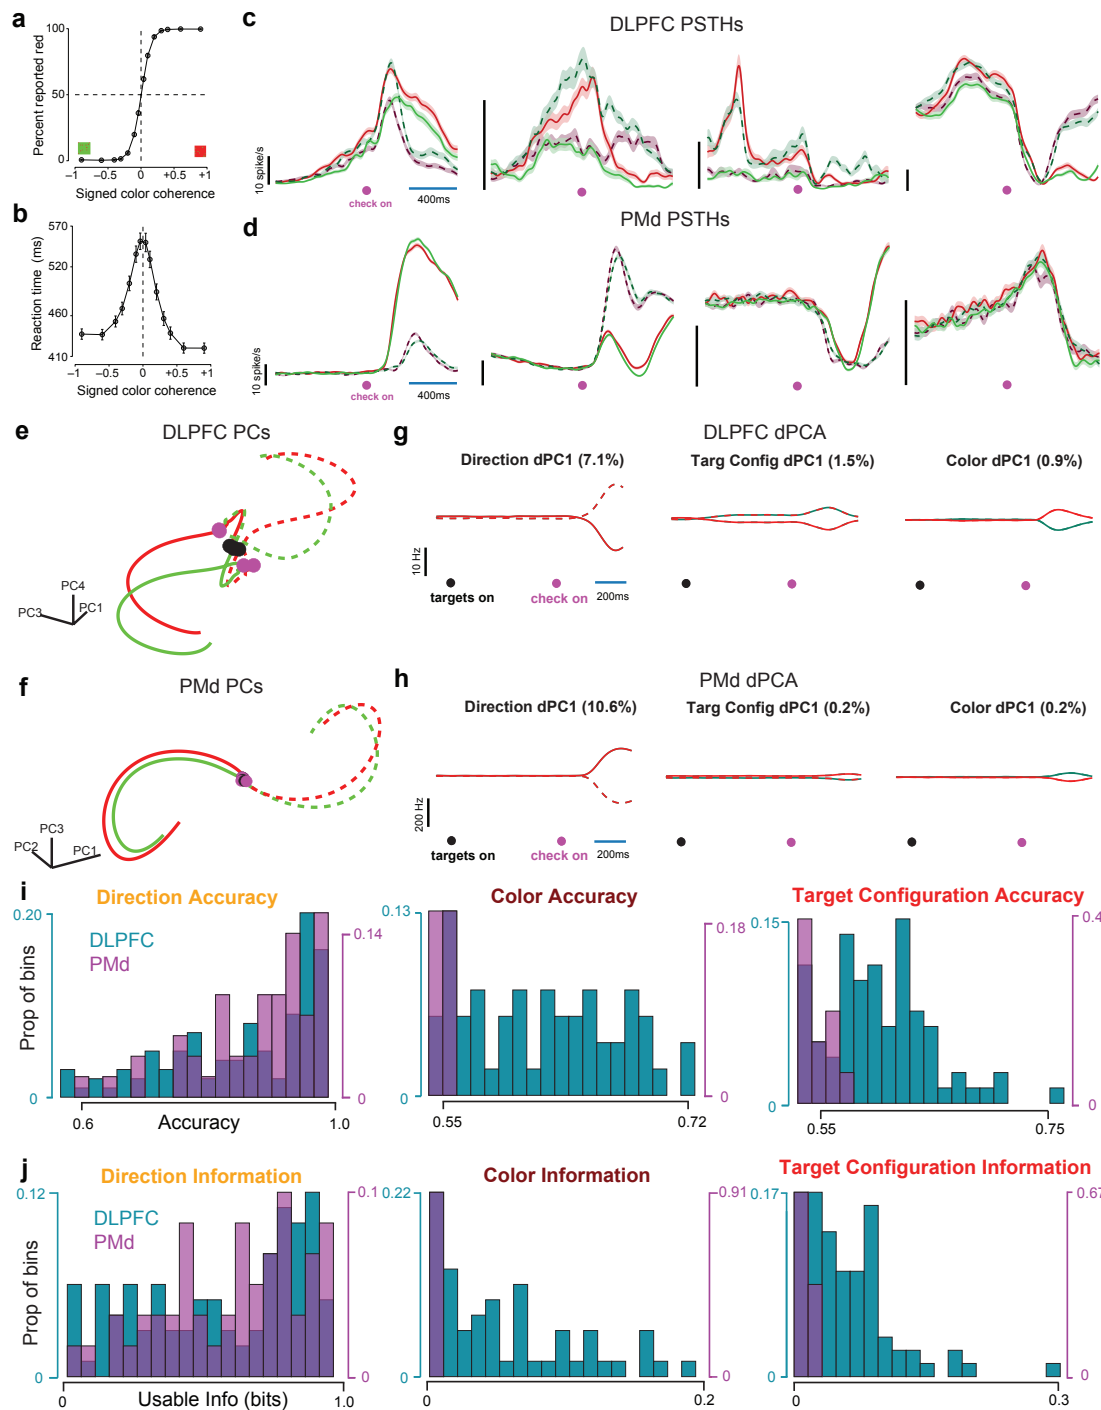 a
100
50
0
Percent reported red
−1
0
+1
Signed color coherence
b
570
520
460
410
Reaction time (ms)
−1
0
+1
Signed color coherence
c
DLPFC PSTHs
10 spike/s
check on
400ms
d
PMd PSTHs
10 spike/s
check on
400ms
e
DLPFC PCs
PC4
PC3
PC1
f
PMd PCs
PC3
PC2
PC1
g
DLPFC dPCA
Direction dPC1 (7.1%)
Targ Config dPC1 (1.5%)
Color dPC1 (0.9%)
10 Hz
targets on
check on
200ms
h
PMd dPCA
Direction dPC1 (10.6%)
Targ Config dPC1 (0.2%)
Color dPC1 (0.2%)
200 Hz
targets on
check on
200ms
i
Direction Accuracy
0.20
0
DLPFC
PMd
0.14
0
Prop of bins
0.6
Accuracy
1.0
Color Accuracy
0.13
0
0.18
0
0.55
0.72
Target Configuration Accuracy
0.15
0
0.4
0
0.55
0.75
j
Direction Information
0.12
0
DLPFC
PMd
0.1
0
Prop of bins
0
Usable Info (bits)
1.0
Color Information
0.22
0
0.91
0
0
0.2
Target Configuration Information
0.17
0
0.67
0
0
0.3